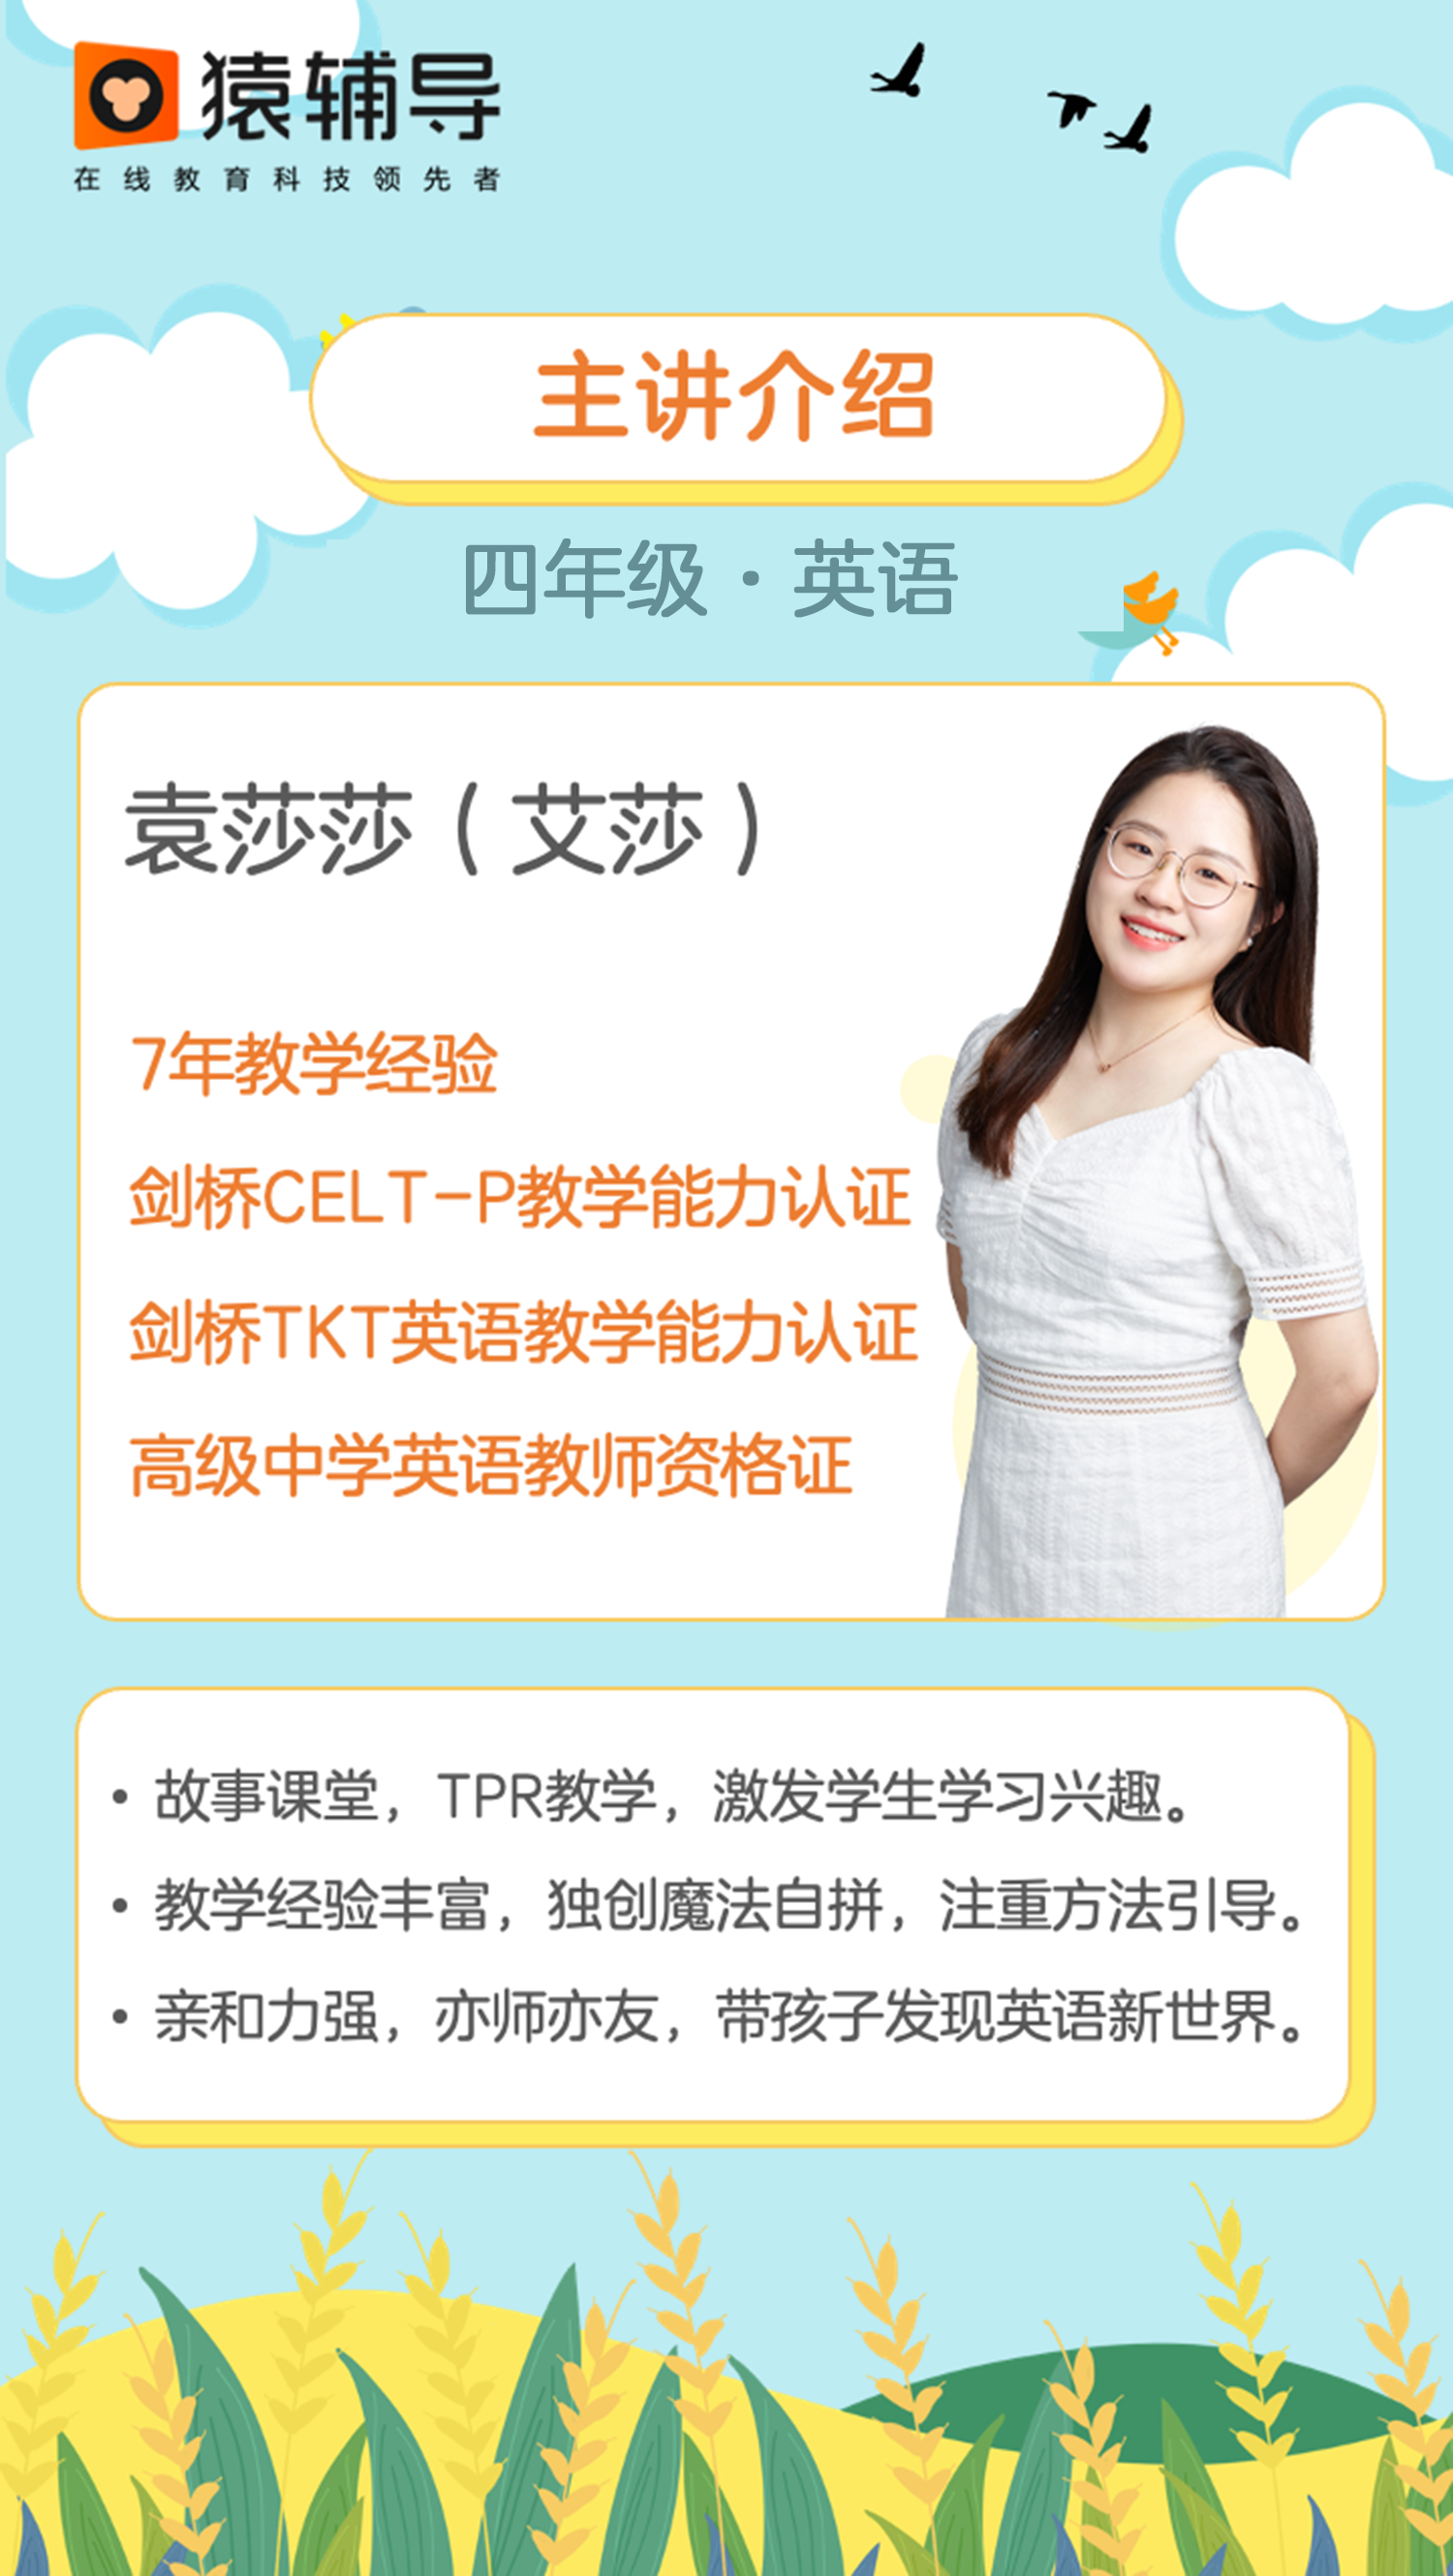 猿辅导
在线教育科技领先者
主讲介绍
四年级·英语
袁莎莎（艾莎）
7年教学经验
剑桥CELT-P教学能力认证
剑桥TKT英语教学能力认证
高级中学英语教师资格证
• 故事课堂，TPR教学，激发学生学习兴趣。
• 教学经验丰富，独创魔法自拼，注重方法引导。
• 亲和力强，亦师亦友，带孩子发现英语新世界。